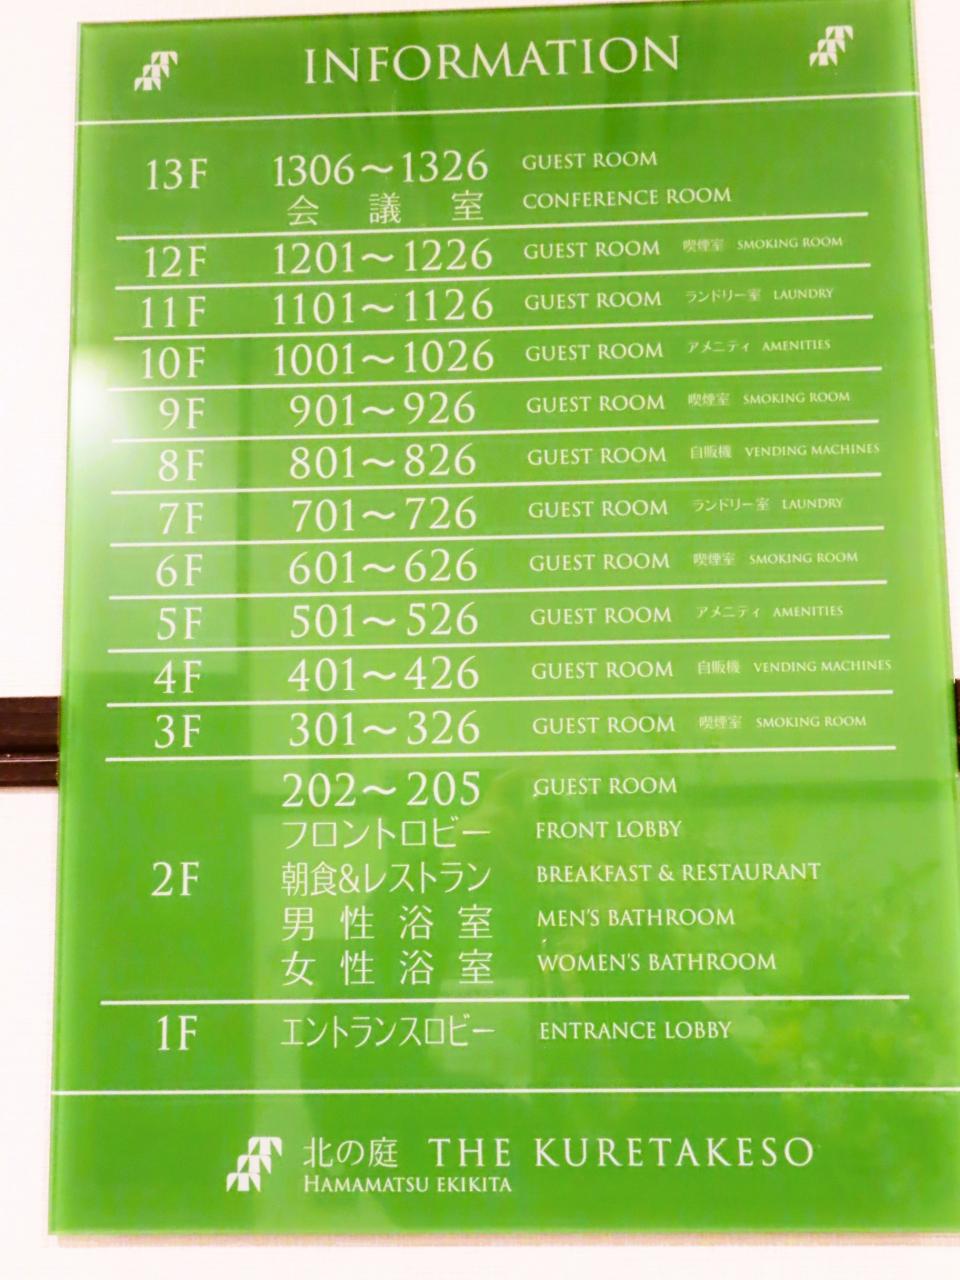 INFORMATION
13F 1306～1326 GUEST ROOM
会議室 CONFERENCE ROOM
12F 1201～1226 GUEST ROOM 喫煙室 SMOKING ROOM
11F 1101～1126 GUEST ROOM ランドリー室 LAUNDRY
10F 1001～1026 GUEST ROOM アメニティ AMENITIES
9F 901～926 GUEST ROOM 喫煙室 SMOKING ROOM
8F 801～826 GUEST ROOM 自販機 VENDING MACHINES
7F 701～726 GUEST ROOM ランドリー室 LAUNDRY
6F 601～626 GUEST ROOM 喫煙室 SMOKING ROOM
5F 501～526 GUEST ROOM アメニティ AMENITIES
4F 401～426 GUEST ROOM 自販機 VENDING MACHINES
3F 301～326 GUEST ROOM 喫煙室 SMOKING ROOM
202～205 GUEST ROOM
フロントロビー FRONT LOBBY
2F 朝食&レストラン BREAKFAST & RESTAURANT
男性浴室 MEN'S BATHROOM
女性浴室 WOMEN'S BATHROOM
1F エントランスロビー ENTRANCE LOBBY
北の庭 THE KURETAKESO
HAMAMATSU EKIKITA